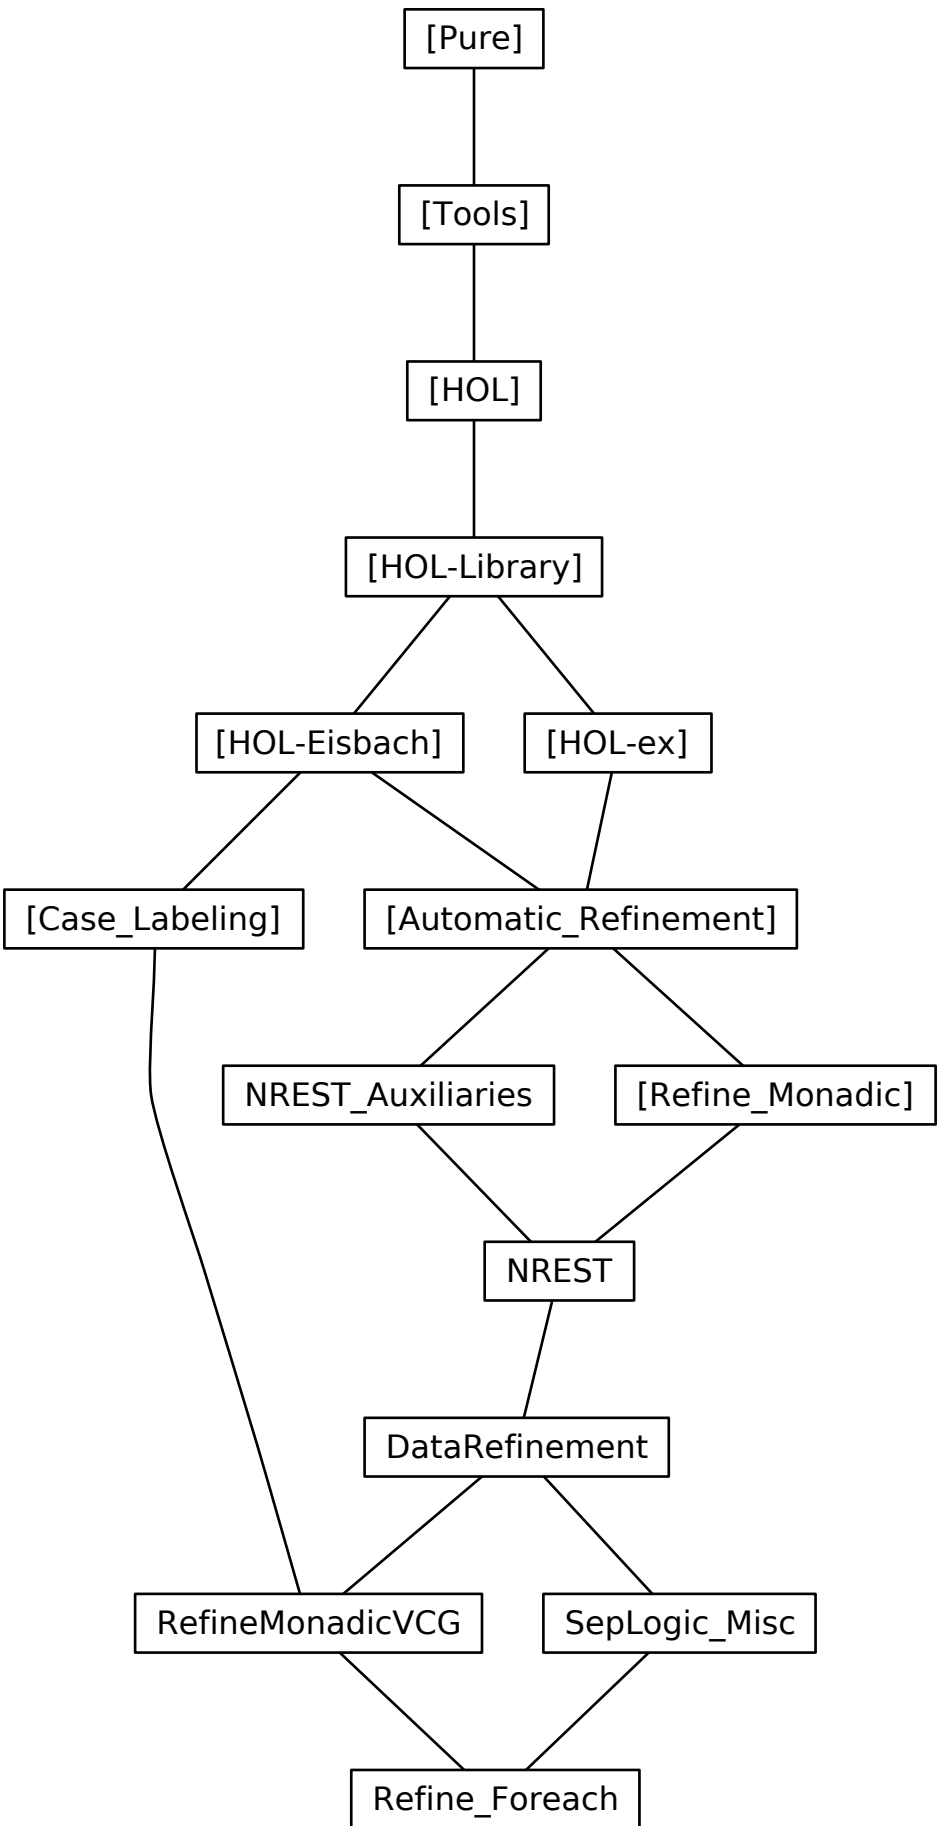 [Pure]
[Tools]
[HOL]
[HOL-Library]
[HOL-Eisbach]
[HOL-ex]
[Case_Labeling]
[Automatic_Refinement]
NREST_Auxiliaries
[Refine_Monadic]
NREST
DataRefinement
RefineMonadicVCG
SepLogic_Misc
Refine_Foreach